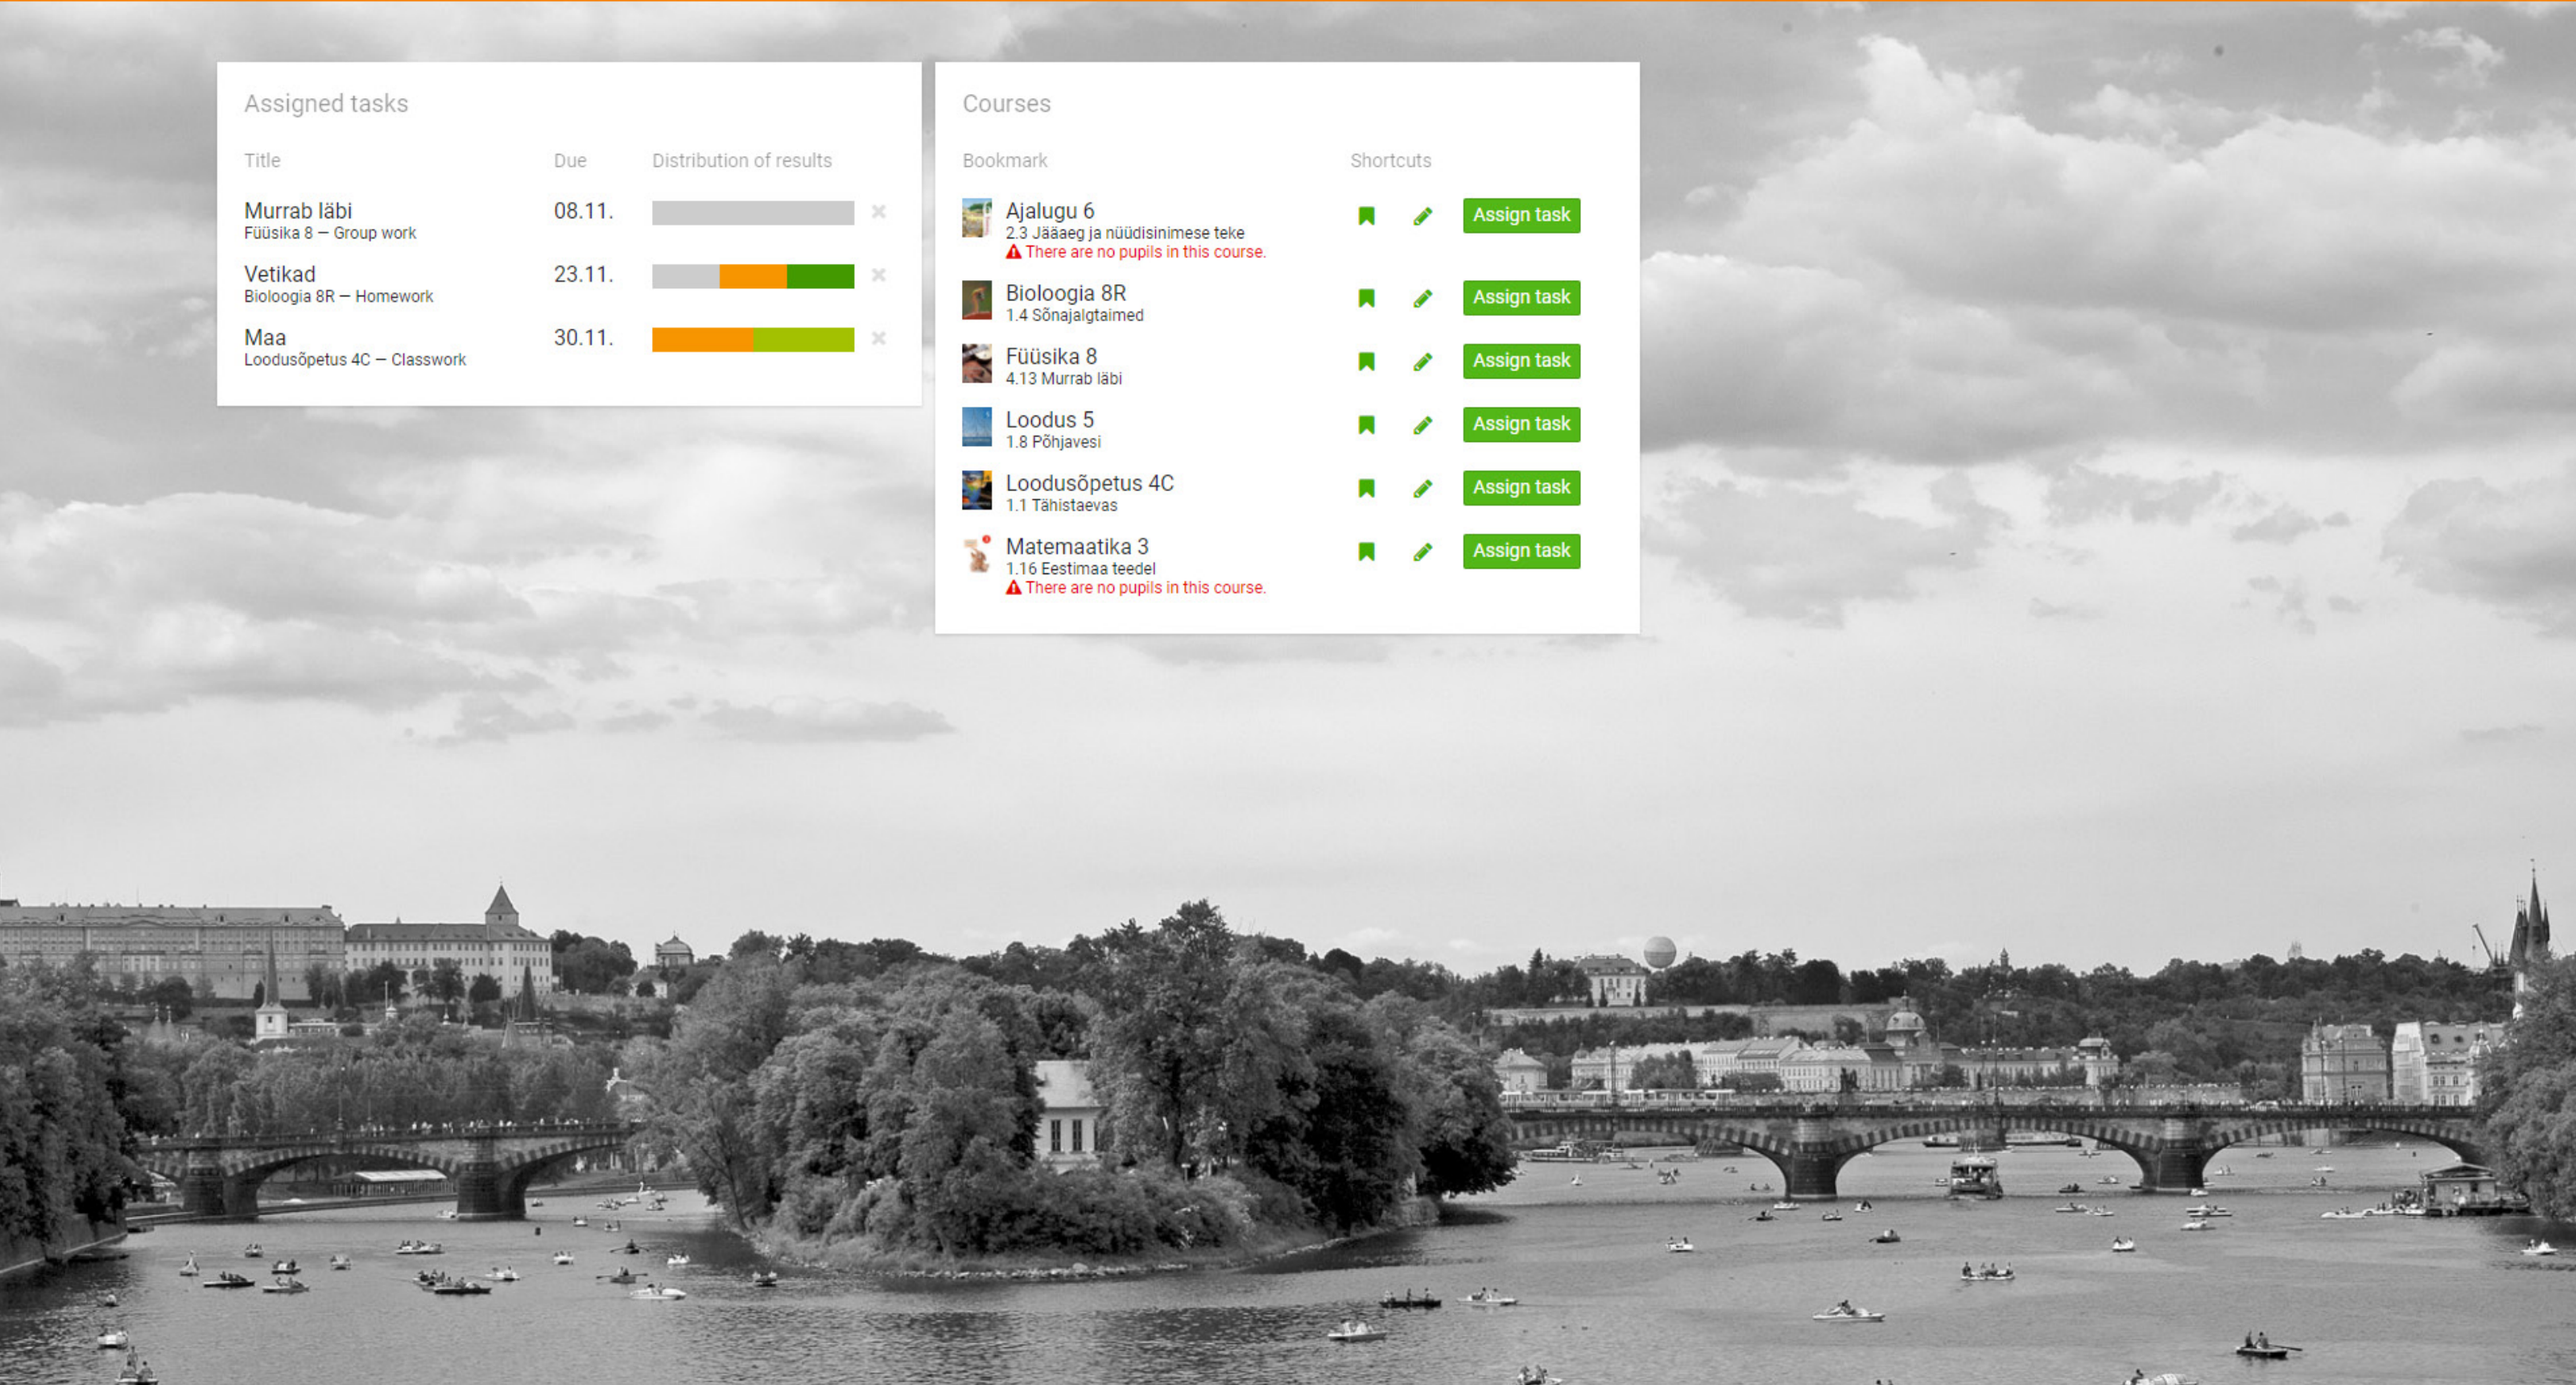 Assigned tasks
Title Due Distribution of results
Murrab läbi 08.11.
Füüsika 8 — Group work
Vetikad 23.11.
Bioloogia 8R — Homework
Maa 30.11.
Loodusõpetus 4C — Classwork
Courses
Bookmark Shortcuts
Ajalugu 6 Assign task
2.3 Jääaeg ja nüüdisinimese teke
There are no pupils in this course.
Bioloogia 8R Assign task
1.4 Sõnajalgtaimed
Füüsika 8 Assign task
4.13 Murrab läbi
Loodus 5 Assign task
1.8 Põhjavesi
Loodusõpetus 4C Assign task
1.1 Tähistaevas
Matemaatika 3 Assign task
1.16 Eestimaa teedel
There are no pupils in this course.